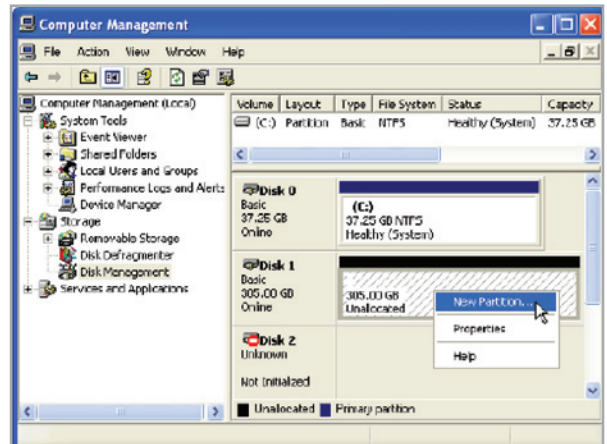 Computer Management
File Action View Window Help
Computer Management (Local)
System Tools
Event Viewer
Shared Folders
Local Users and Groups
Performance Logs and Alerts
Device Manager
Storage
Removable Storage
Disk Defragmenter
Disk Management
Services and Applications
Volume Layout Type File System Status Capacity
(C:) Partition Basic NTFS Healthy (System) 37.25 GB
Disk 0
Basic
37.25 GB
Online
(C:)
37.25 GB NTFS
Healthy (System)
Disk 1
Basic
305.00 GB
Online
305.00 GB
Unallocated
New Partition...
Properties
Help
Disk 2
Unknown
Not Initialized
Unallocated Primary partition